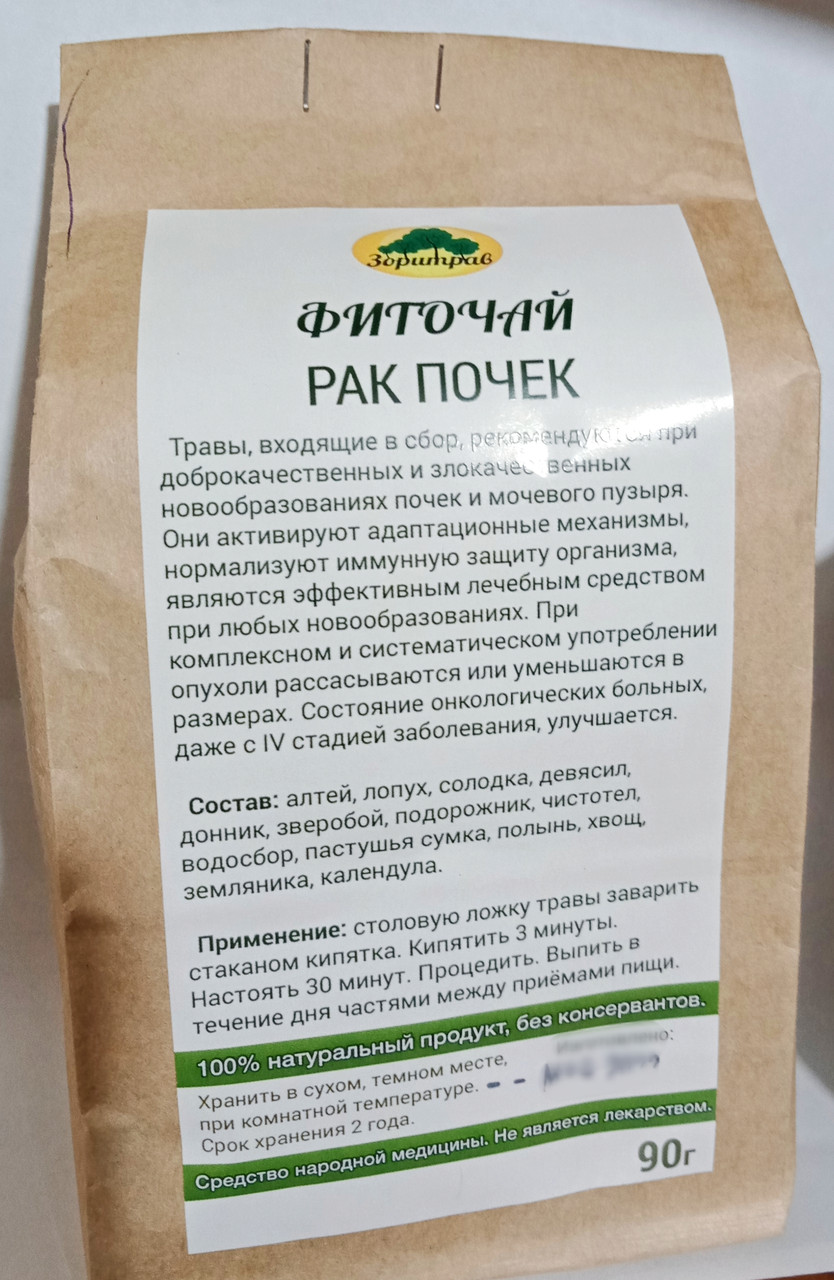 Зоритрав
ФИТОЧАЙ
РАК ПОЧЕК
Травы, входящие в сбор, рекомендуются при
доброкачественных и злокачественных
новообразованиях почек и мочевого пузыря.
Они активируют адаптационные механизмы,
нормализуют иммунную защиту организма,
являются эффективным лечебным средством
при любых новообразованиях. При
комплексном и систематическом употреблении
опухоли рассасываются или уменьшаются в
размерах. Состояние онкологических больных,
даже с IV стадией заболевания, улучшается.
Состав: алтей, лопух, солодка, девясил,
донник, зверобой, подорожник, чистотел,
водосбор, пастушья сумка, полынь, хвощ,
земляника, календула.
Применение: столовую ложку травы заварить
стаканом кипятка. Кипятить 3 минуты.
Настоять 30 минут. Процедить. Выпить в
течение дня частями между приёмами пищи.
100% натуральный продукт, без консервантов.
Хранить в сухом, темном месте,
при комнатной температуре.
Срок хранения 2 года.
Средство народной медицины. Не является лекарством.
90г